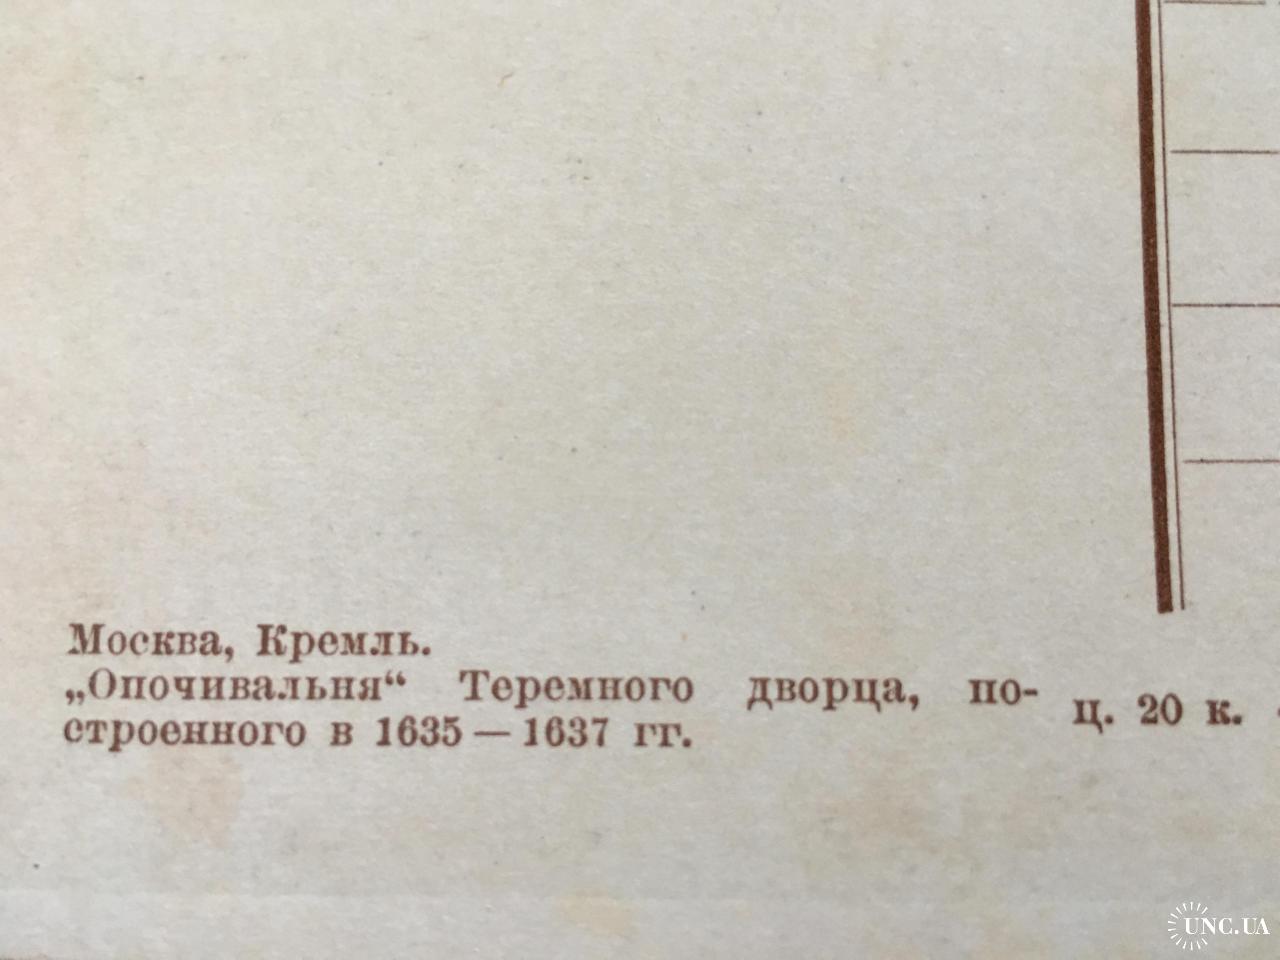 Москва, Кремль.
„Опочивальня“ Теремного дворца, по-
строенного в 1635—1637 гг.
ц. 20 к.
UNC.UA